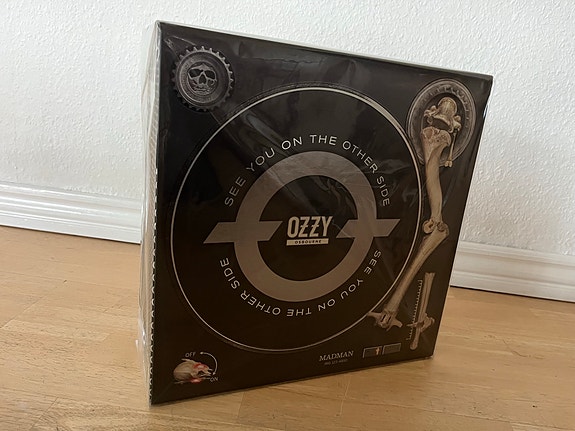 SEE YOU ON THE OTHER SIDE
OZZY
OSBOURNE
SEE YOU ON THE OTHER SIDE
OFF
ON
MADMAN